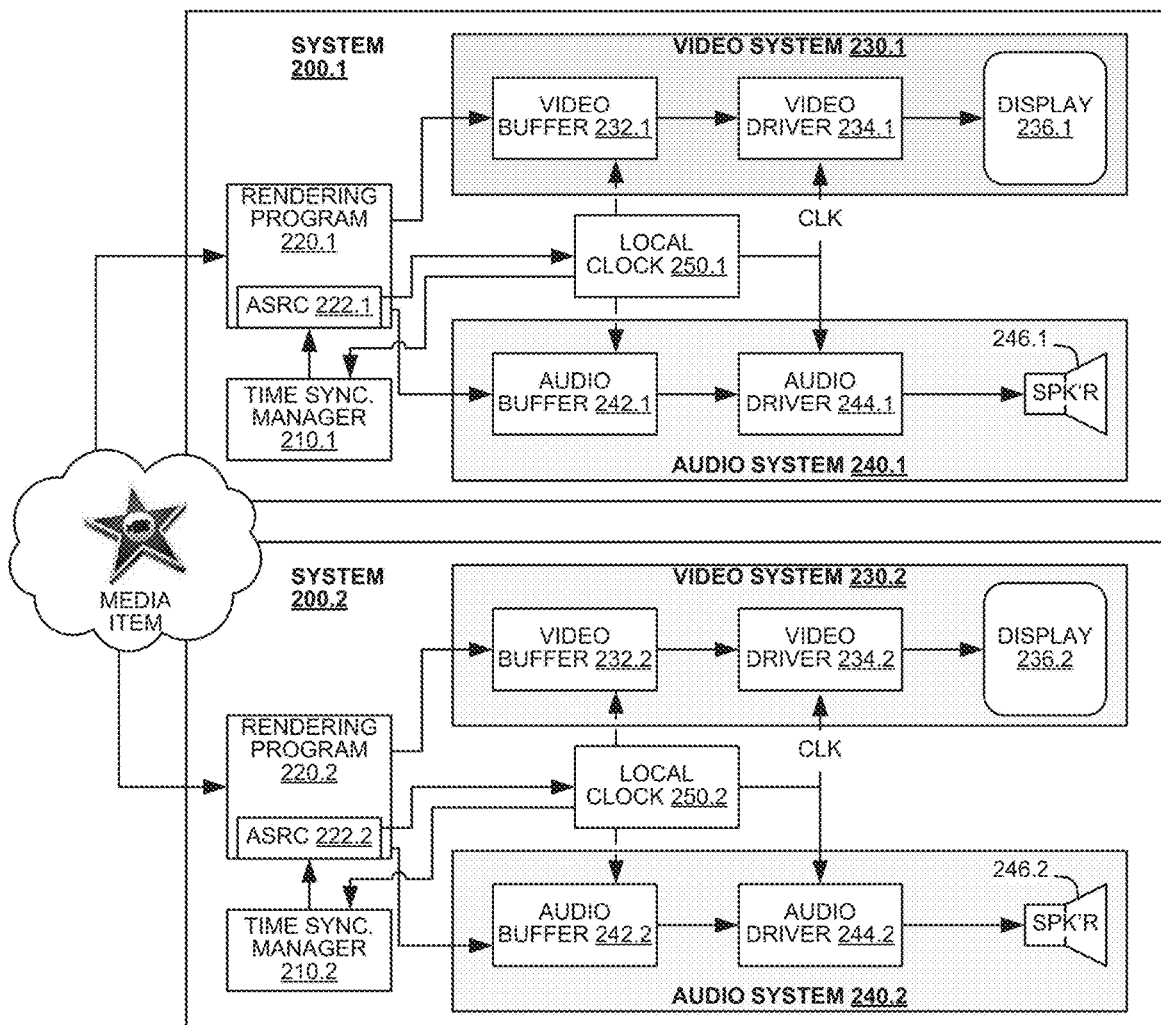 SYSTEM
200.1
VIDEO SYSTEM 230.1
VIDEO
BUFFER 232.1
VIDEO
DRIVER 234.1
DISPLAY
236.1
RENDERING
PROGRAM
220.1
ASRC 222.1
LOCAL
CLOCK 250.1
CLK
TIME SYNC.
MANAGER
210.1
AUDIO
BUFFER 242.1
AUDIO
DRIVER 244.1
246.1
SPK'R
AUDIO SYSTEM 240.1
MEDIA
ITEM
SYSTEM
200.2
VIDEO SYSTEM 230.2
VIDEO
BUFFER 232.2
VIDEO
DRIVER 234.2
DISPLAY
236.2
RENDERING
PROGRAM
220.2
ASRC 222.2
LOCAL
CLOCK 250.2
CLK
TIME SYNC.
MANAGER
210.2
AUDIO
BUFFER 242.2
AUDIO
DRIVER 244.2
246.2
SPK'R
AUDIO SYSTEM 240.2